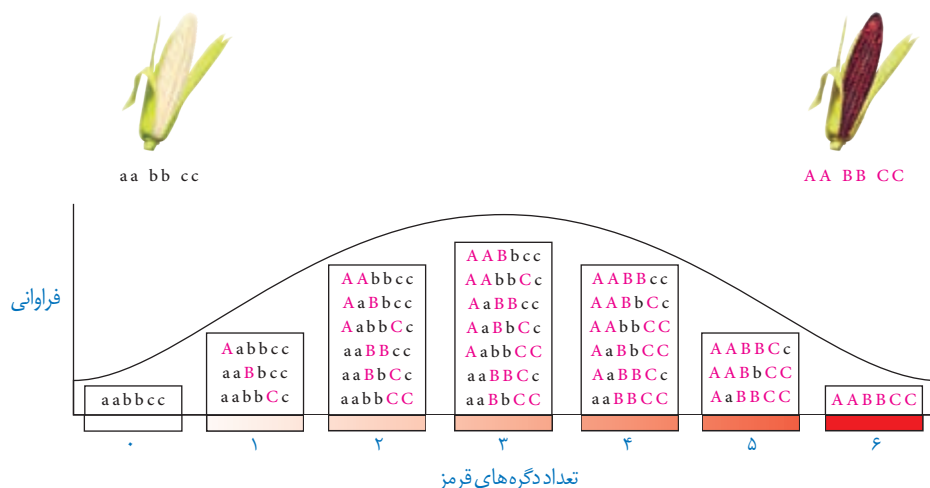 aa bb cc
AA BB CC
فراوانی
aabbcc
Aabbcc
aaBbcc
aabbCc
AAbbcc
AaBbcc
AabbCc
aaBBcc
aaBbCc
aabbCC
AABbcc
AAbbCc
AaBBcc
AaBbCc
AabbCC
aaBBCc
aaBbCC
AABBcc
AABbCc
AAbbCC
AaBbCC
AaBBCc
aaBBCC
AABBCc
AABbCC
AaBBCC
AABBCC
۰ ۱ ۲ ۳ ۴ ۵ ۶
تعداد دگره‌های قرمز